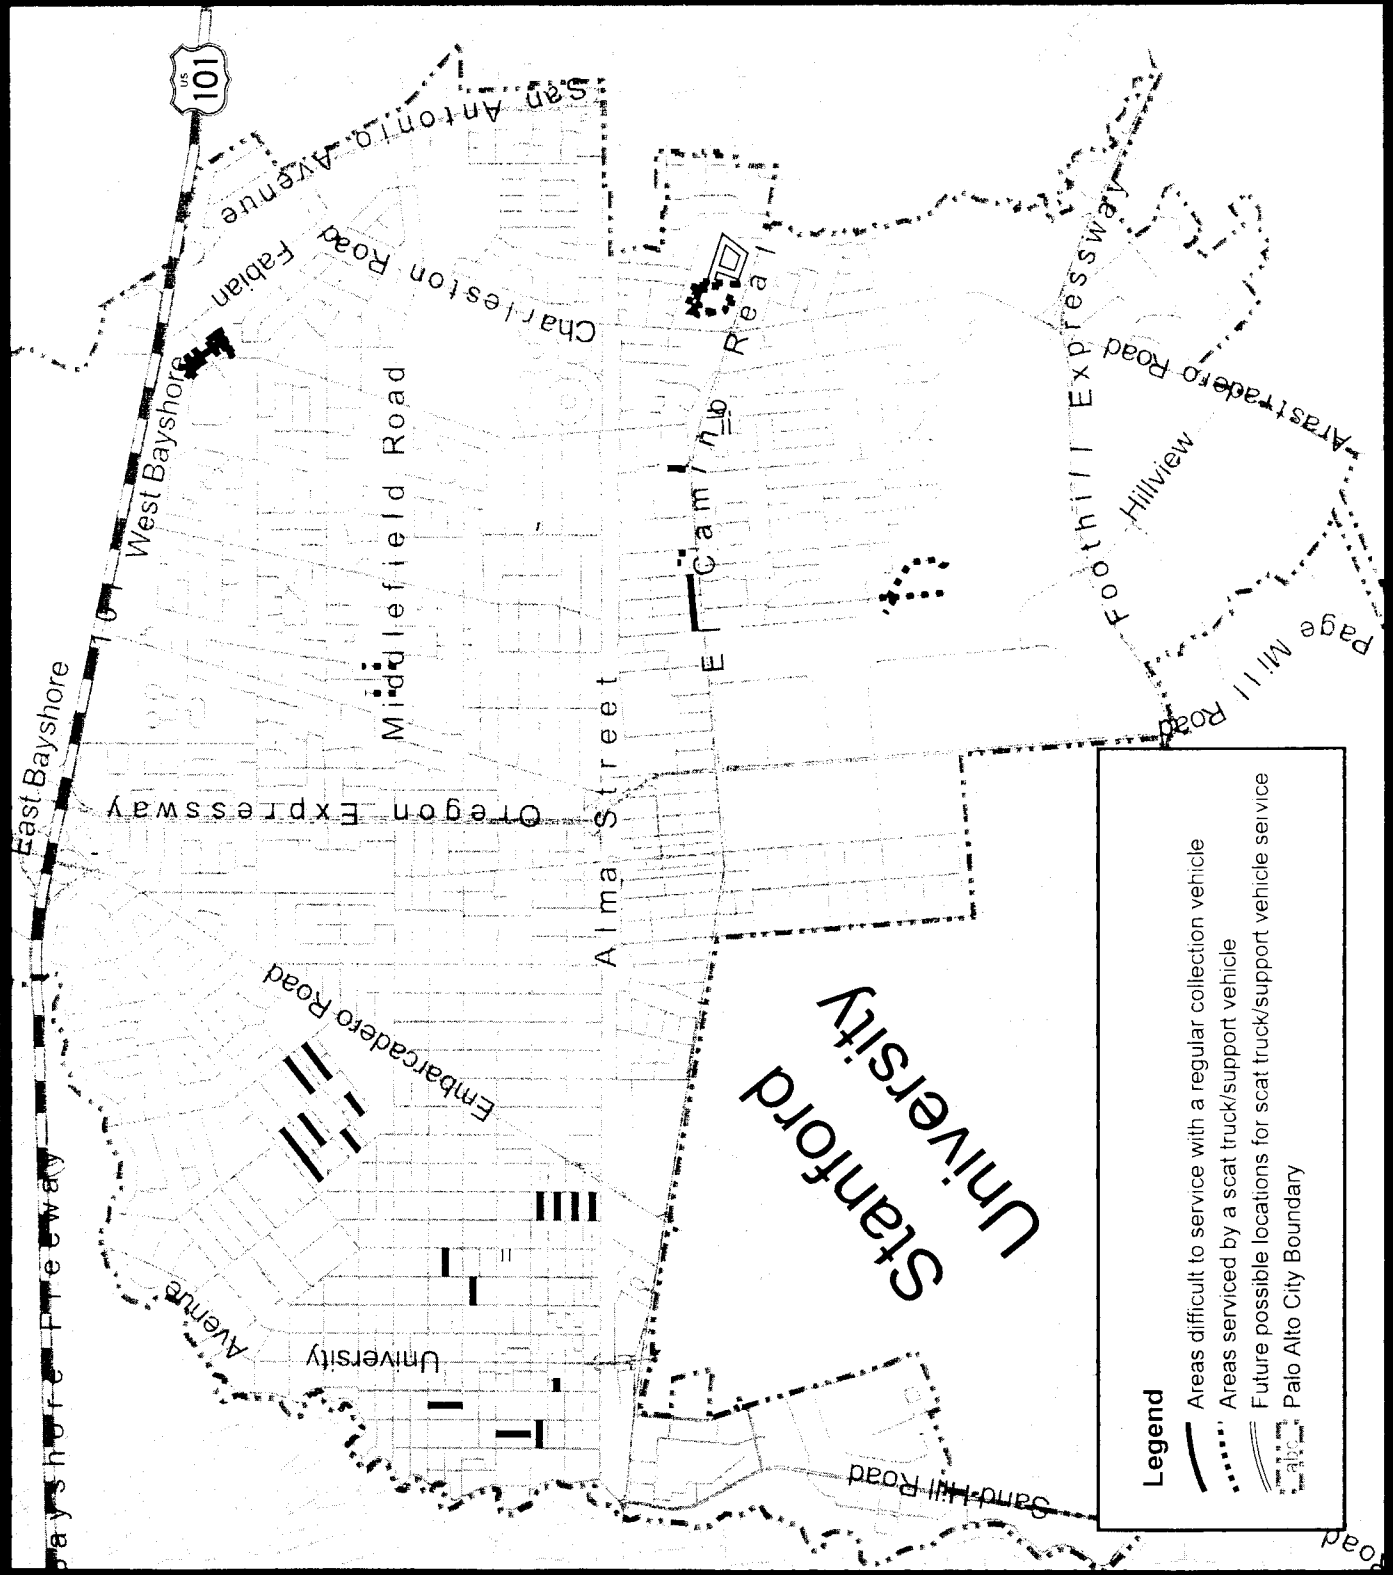 US
101
San Antonio Avenue
Fabian
Charleston Road
West Bayshore
Middlefield Road
El Camino Real
Foothill Expressway
Arastradero Road
Hillview
Page Mill Road
101
East Bayshore
Oregon Expressway
Alma Street
Embarcadero Road
Stanford
University
University
Avenue
Bayshore Freeway
Sand Hill Road
Road
Legend
Areas difficult to service with a regular collection vehicle
Areas serviced by a scat truck/support vehicle
Future possible locations for scat truck/support vehicle service
abc
Palo Alto City Boundary